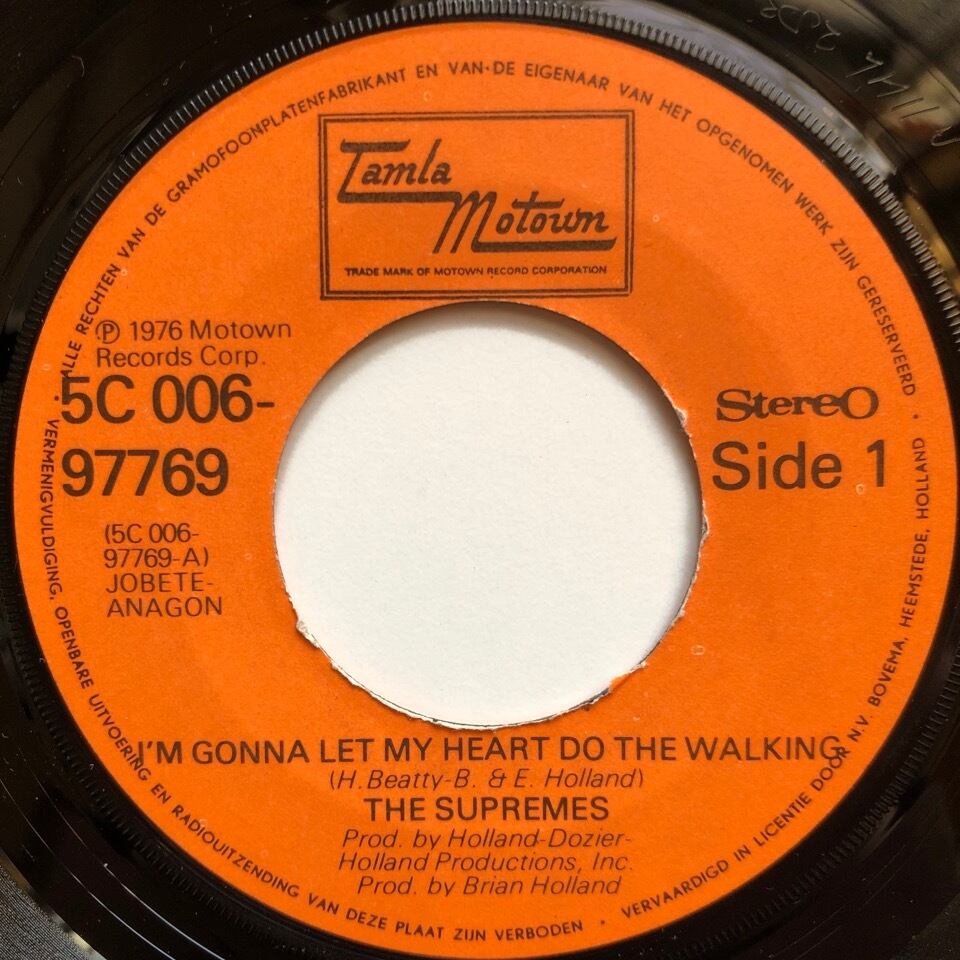 ALLE RECHTEN VAN DE GRAMOFOONPLATENFABRIKANT EN VAN·DE EIGENAAR VAN HET OPGENOMEN WERK ZIJN GERESERVEERD ·
Tamla
Motown
TRADE MARK OF MOTOWN RECORD CORPORATION
℗ 1976 Motown
Records Corp.
5C 006-
97769
(5C 006-
97769-A)
JOBETE-
ANAGON
Stereo
Side 1
I'M GONNA LET MY HEART DO THE WALKING
(H. Beatty-B. & E. Holland)
THE SUPREMES
Prod. by Holland-Dozier-
Holland Productions, Inc.
Prod. by Brian Holland
· VERMENIGVULDIGING, OPENBARE UITVOERING EN RADIOUITZENDING VAN DEZE PLAAT ZIJN VERBODEN ·
VERVAARDIGD IN LICENTIE DOOR N.V. BOVEMA, HEEMSTEDE, HOLLAND